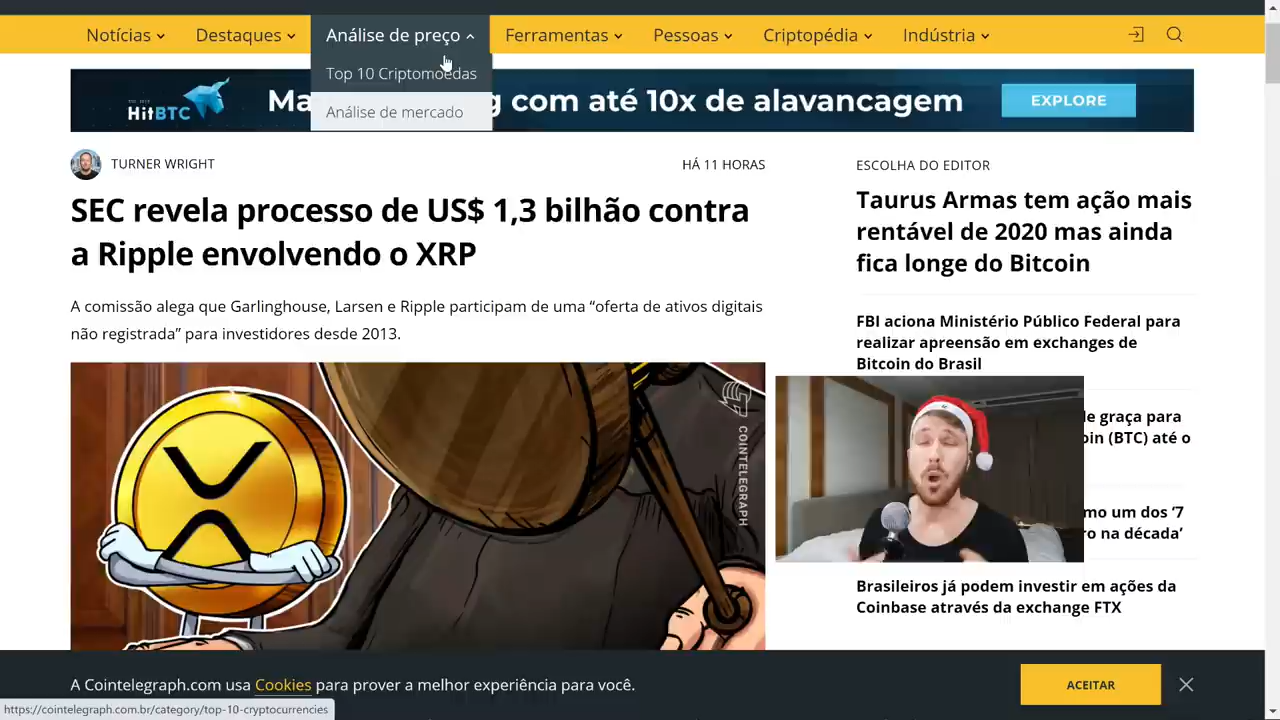 Notícias
Destaques
Análise de preço
Ferramentas
Pessoas
Criptopédia
Indústria
Top 10 Criptomoedas
Análise de mercado
HitBTC
Ma
g com até 10x de alavancagem
EXPLORE
TURNER WRIGHT
HÁ 11 HORAS
SEC revela processo de US$ 1,3 bilhão contra
a Ripple envolvendo o XRP
A comissão alega que Garlinghouse, Larsen e Ripple participam de uma “oferta de ativos digitais
não registrada” para investidores desde 2013.
COINTELEGRAPH
ESCOLHA DO EDITOR
Taurus Armas tem ação mais
rentável de 2020 mas ainda
fica longe do Bitcoin
FBI aciona Ministério Público Federal para
realizar apreensão em exchanges de
Bitcoin do Brasil
de graça para
oin (BTC) até o
mo um dos ‘7
ro na década’
Brasileiros já podem investir em ações da
Coinbase através da exchange FTX
A Cointelegraph.com usa Cookies para prover a melhor experiência para você.
ACEITAR
https://cointelegraph.com.br/category/top-10-cryptocurrencies